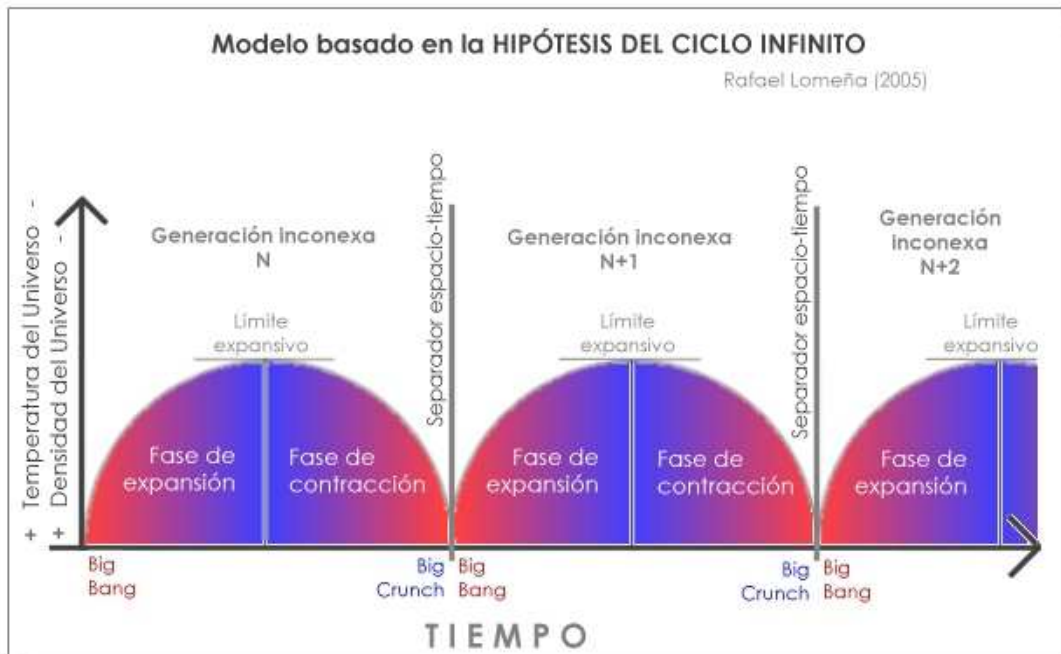 Modelo basado en la HIPÓTESIS DEL CICLO INFINITO
Rafael Lomeña (2005)
+ Temperatura del Universo -
+ Densidad del Universo -
Generación inconexa
N
Límite
expansivo
Fase de
expansión
Fase de
contracción
Separador espacio-tiempo
Generación inconexa
N+1
Límite
expansivo
Fase de
expansión
Fase de
contracción
Separador espacio-tiempo
Generación
inconexa
N+2
Límite
expansivo
Fase de
expansión
Big
Bang
Big
Crunch
Big
Bang
Big
Crunch
Big
Bang
TIEMPO